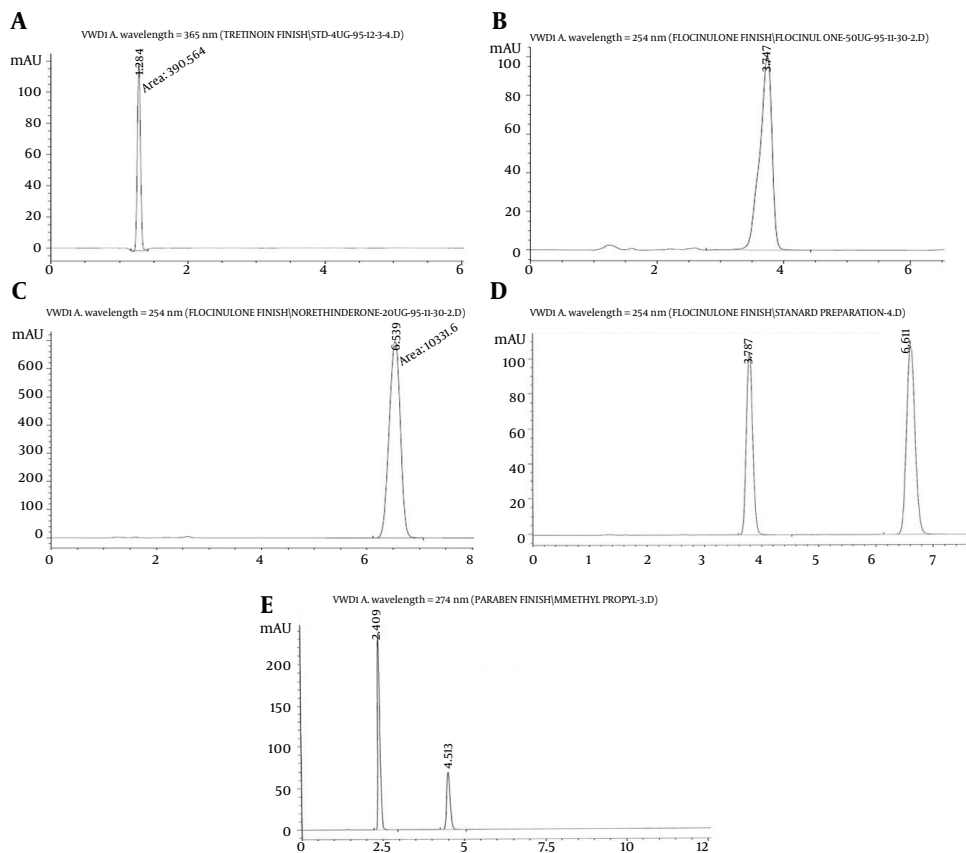 A
VWD1 A. wavelength = 365 nm (TRETINOIN FINISH\STD-4UG-95-12-3-4.D)
mAU
1.284
Area: 390.564
100
80
60
40
20
0
0 2 4 6
B
VWD1 A. wavelength = 254 nm (FLOCINULONE FINISH\FLOCINUL ONE-50UG-95-11-30-2.D)
mAU
3.747
100
80
60
40
20
0
0 2 4 6
C
VWD1 A. wavelength = 254 nm (FLOCINULONE FINISH\NORETHINDERONE-20UG-95-11-30-2.D)
mAU
6.539
Area: 10331.6
600
500
400
300
200
100
0
0 2 4 6 8
D
VWD1 A. wavelength = 254 nm (FLOCINULONE FINISH\STANARD PREPARATION-4.D)
mAU
3.787
6.611
100
80
60
40
20
0
0 1 2 3 4 5 6 7
E
VWD1 A. wavelength = 274 nm (PARABEN FINISH\MMETHYL PROPYL-3.D)
mAU
2.409
4.513
200
150
100
50
0
0 2.5 5 7.5 10 12